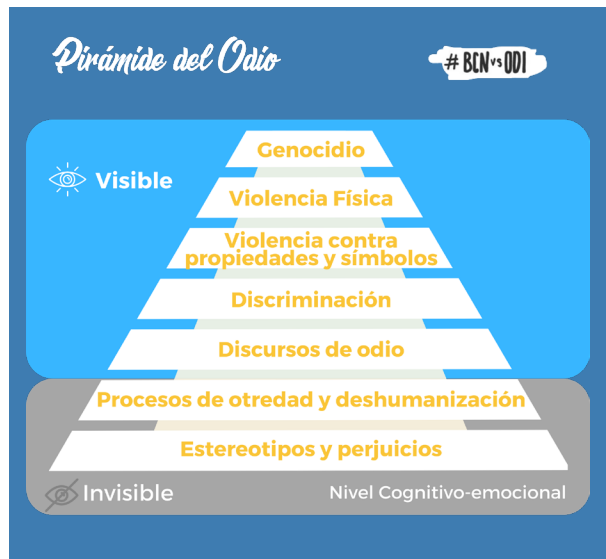 Pirámide del Odio
#BCNvsODI
Visible
Genocidio
Violencia Física
Violencia contra
propiedades y símbolos
Discriminación
Discursos de odio
Procesos de otredad y deshumanización
Estereotipos y perjuicios
Invisible
Nivel Cognitivo-emocional